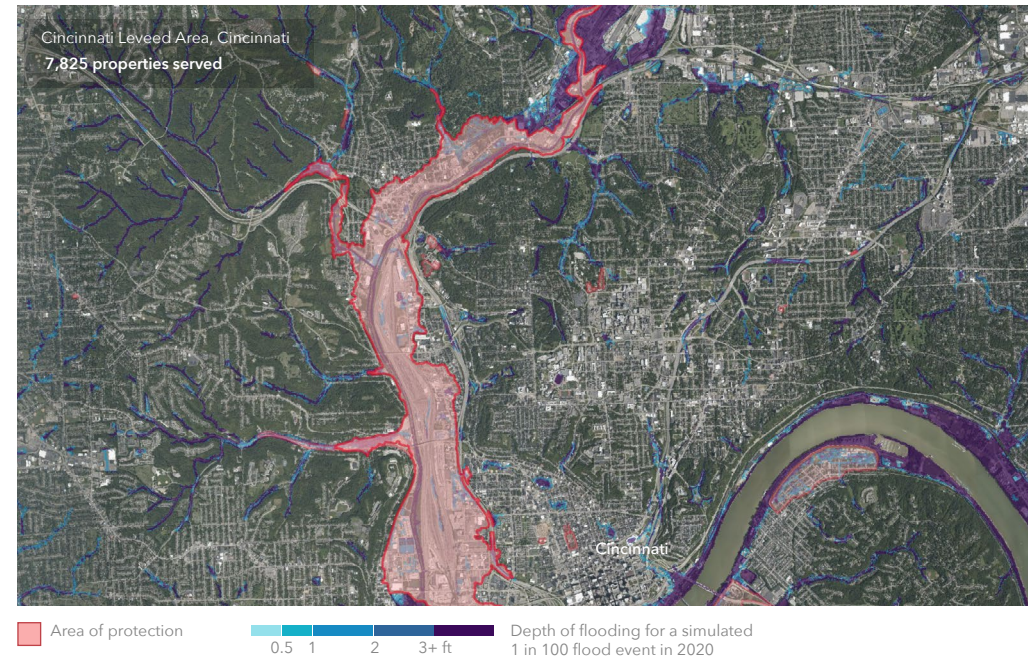 Cincinnati Leveed Area, Cincinnati
7,825 properties served
Cincinnati
Area of protection
0.5 1 2 3+ ft
Depth of flooding for a simulated
1 in 100 flood event in 2020